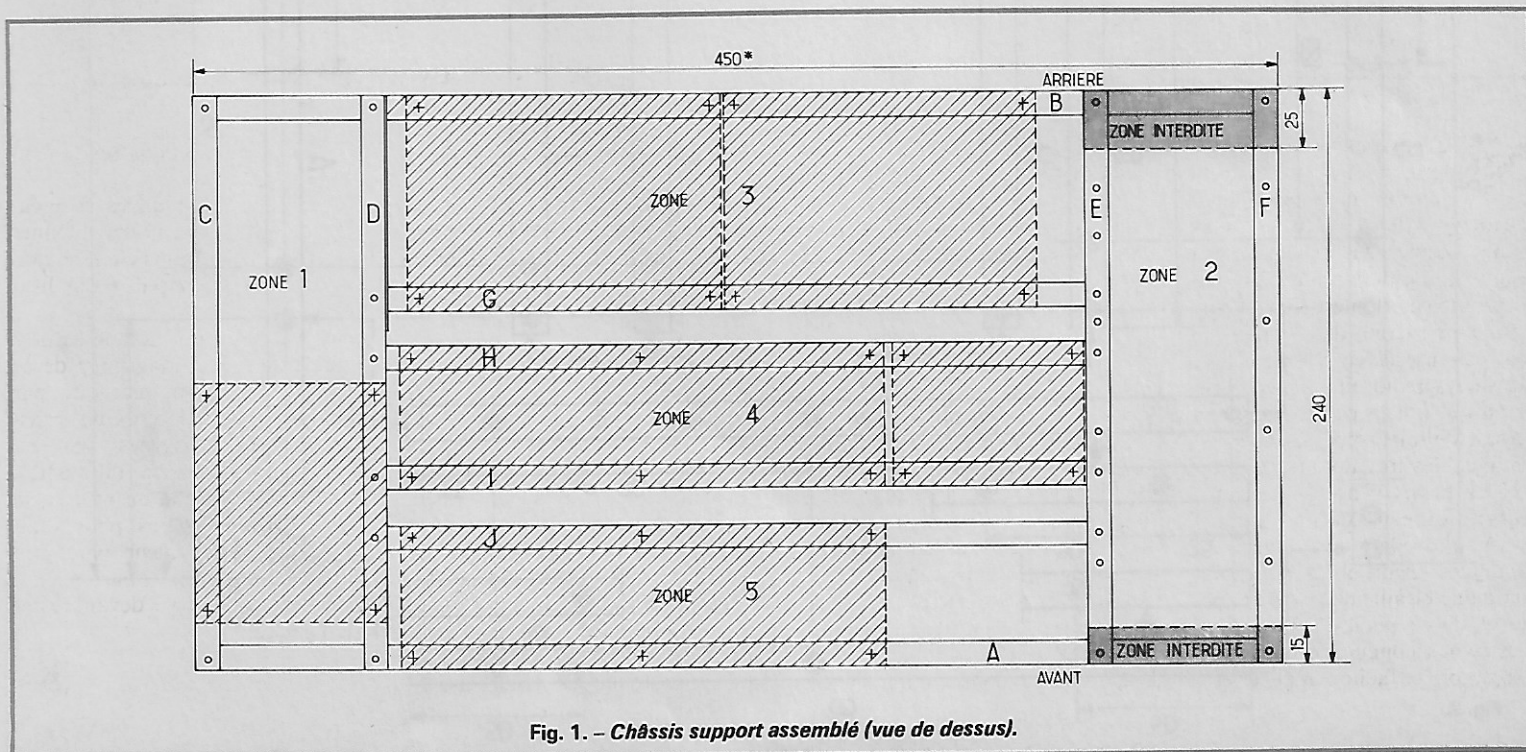 450*
ARRIERE
B
ZONE INTERDITE
25
C
D
ZONE 3
E
F
ZONE 1
ZONE 2
G
H
240
ZONE 4
I
J
ZONE 5
A
ZONE INTERDITE
15
AVANT
Fig. 1. – Châssis support assemblé (vue de dessus).